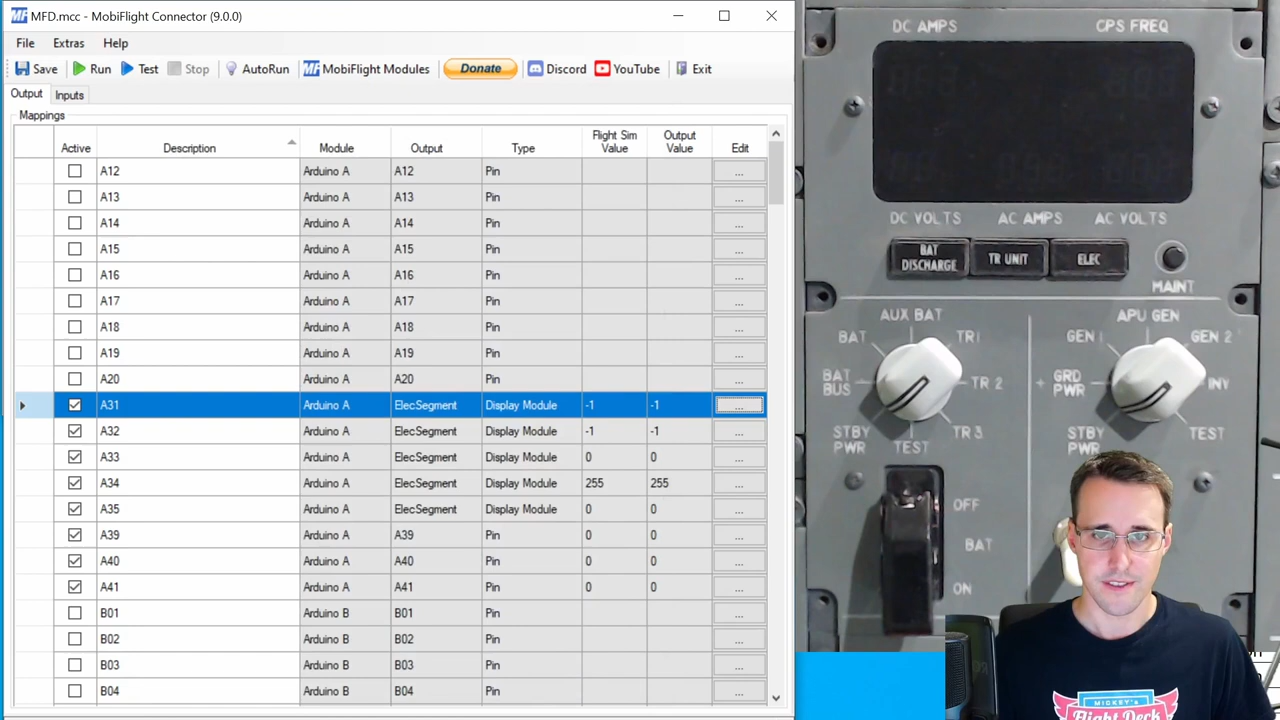 MFD.mcc - MobiFlight Connector (9.0.0)
File Extras Help
Save Run Test Stop AutoRun MobiFlight Modules Donate Discord YouTube Exit
Output Inputs
Mappings
Active Description Module Output Type Flight Sim Value Output Value Edit
A12 Arduino A A12 Pin ...
A13 Arduino A A13 Pin ...
A14 Arduino A A14 Pin ...
A15 Arduino A A15 Pin ...
A16 Arduino A A16 Pin ...
A17 Arduino A A17 Pin ...
A18 Arduino A A18 Pin ...
A19 Arduino A A19 Pin ...
A20 Arduino A A20 Pin ...
A31 Arduino A ElecSegment Display Module -1 -1 ...
A32 Arduino A ElecSegment Display Module -1 -1 ...
A33 Arduino A ElecSegment Display Module 0 0 ...
A34 Arduino A ElecSegment Display Module 255 255 ...
A35 Arduino A ElecSegment Display Module 0 0 ...
A39 Arduino A A39 Pin 0 0 ...
A40 Arduino A A40 Pin 0 0 ...
A41 Arduino A A41 Pin 0 0 ...
B01 Arduino B B01 Pin ...
B02 Arduino B B02 Pin ...
B03 Arduino B B03 Pin ...
B04 Arduino B B04 Pin ...
DC AMPS CPS FREQ
DC VOLTS AC AMPS AC VOLTS
BAT DISCHARGE TR UNIT ELEC
MAINT
AUX BAT
BAT TR1
BAT BUS TR 2
STBY PWR TR 3
TEST
APU GEN
GEN 1 GEN 2
GRD PWR INV
STBY PWR TEST
OFF
BAT
ON
MICKEY'S
Flight Deck